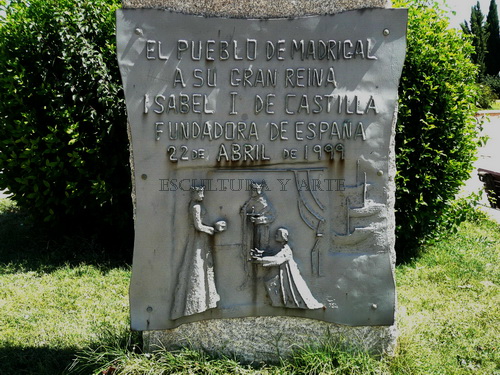 EL PUEBLO DE MADRIGAL
A SU GRAN REINA
ISABEL I DE CASTILLA
FUNDADORA DE ESPAÑA
22 DE ABRIL DE 1999
ESCULTURA Y ARTE